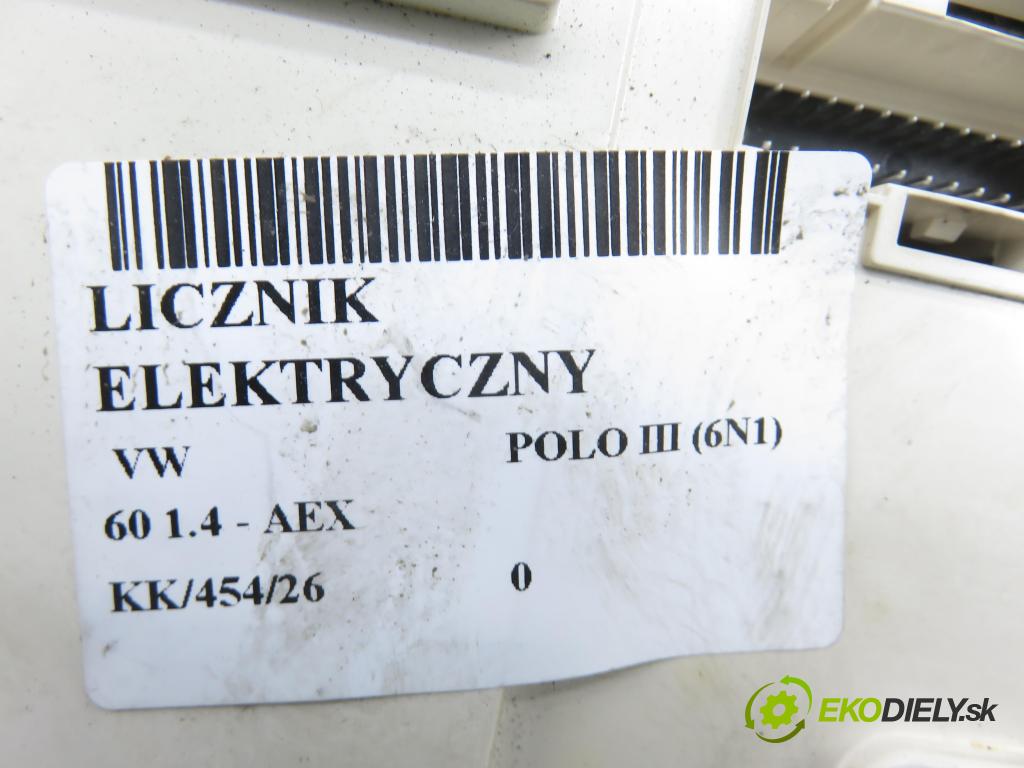 LICZNIK
ELEKTRYCZNY
VW POLO III (6N1)
60 1.4 - AEX
KK/454/26 0
EKODIELY.sk